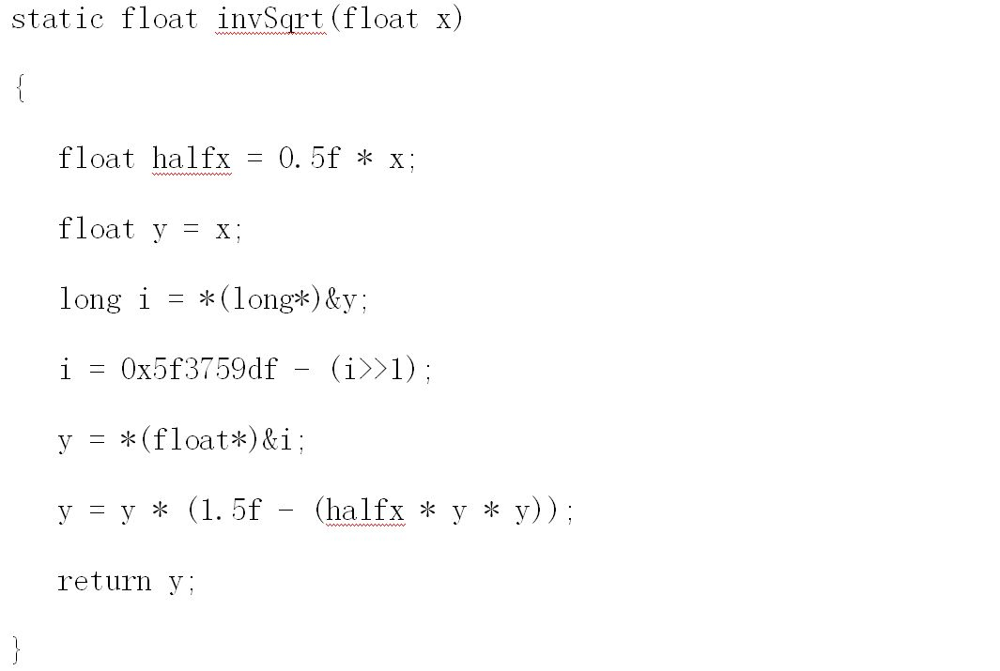 static float invSqrt(float x)
{
float halfx = 0.5f * x;
float y = x;
long i = *(long*)&y;
i = 0x5f3759df - (i>>1);
y = *(float*)&i;
y = y * (1.5f - (halfx * y * y));
return y;
}